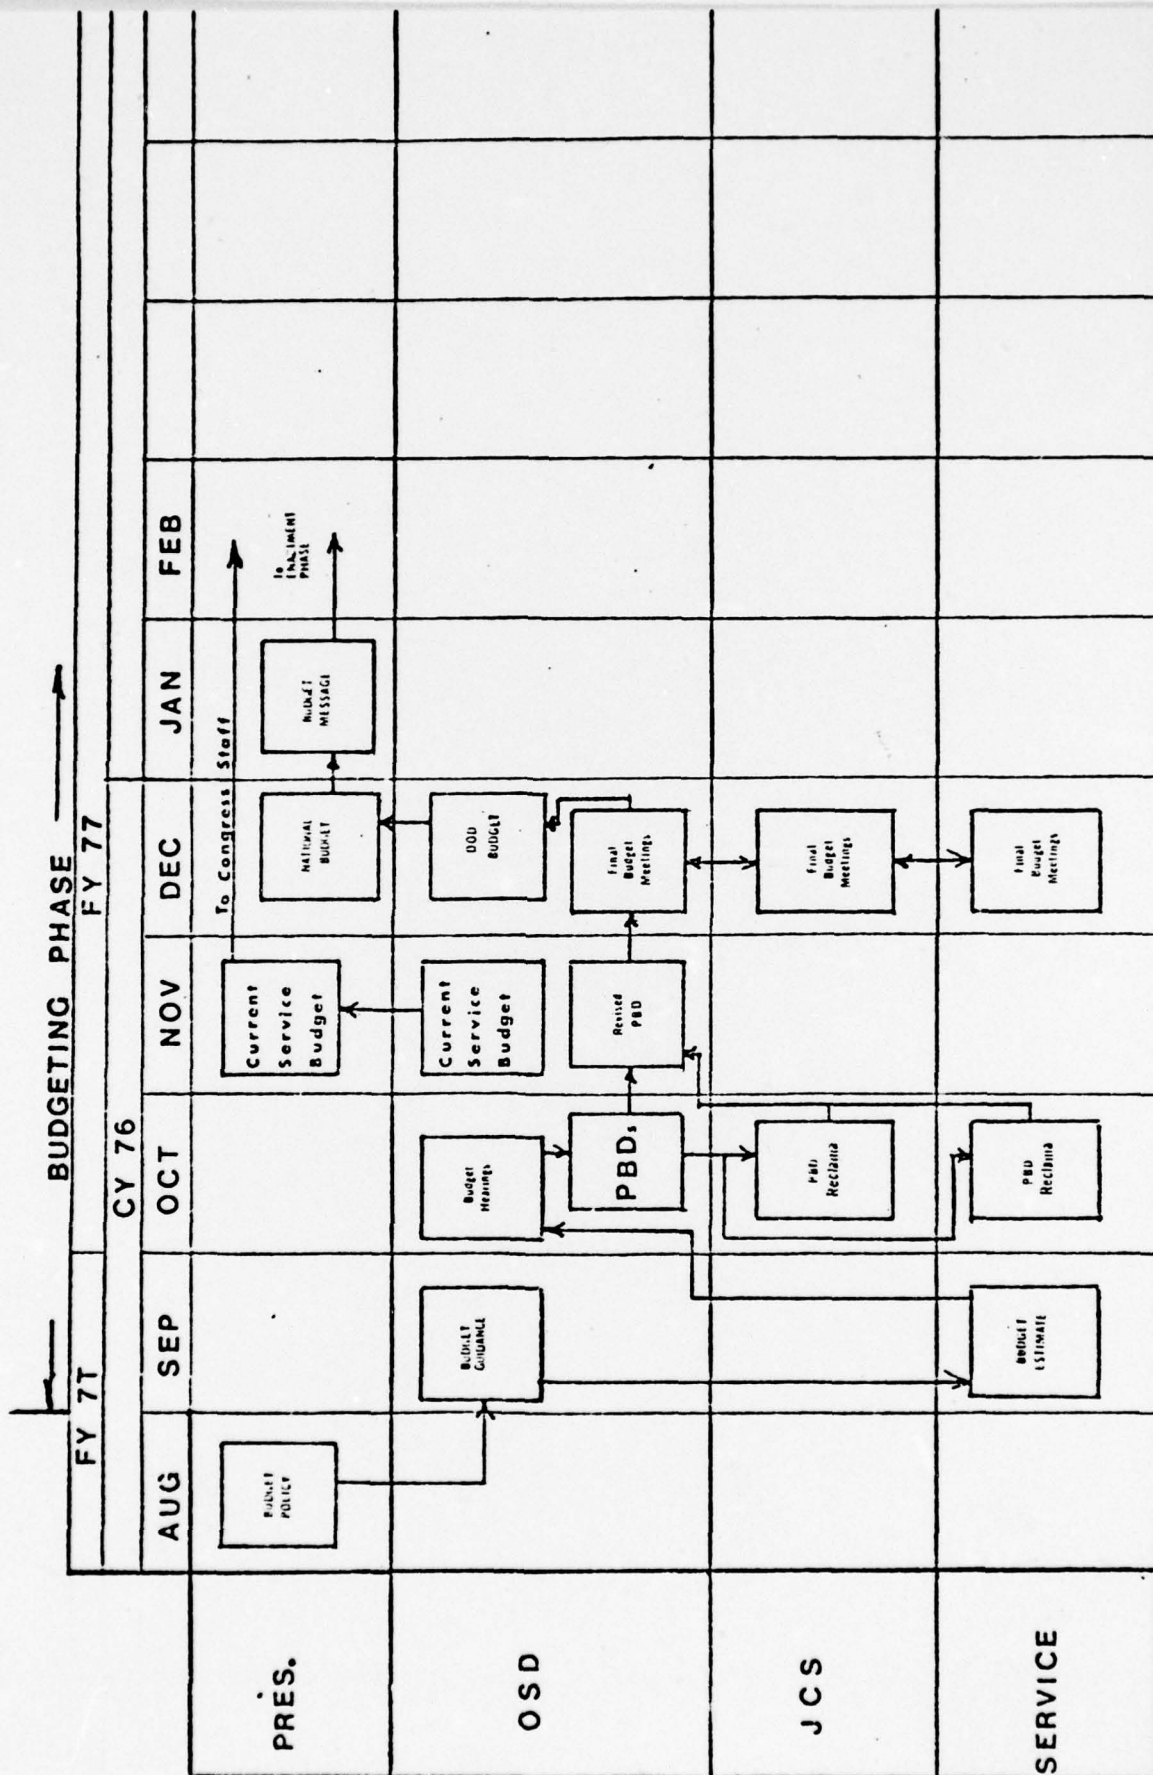 BUDGETING PHASE
FY 7T
FY 77
CY 76
AUG
SEP
OCT
NOV
DEC
JAN
FEB
PRES.
BUDGET
POLICY
Current
Service
Budget
To Congress Staff
NATIONAL
BUDGET
BUDGET
MESSAGE
To
ENACTMENT
PHASE
OSD
BUDGET
GUIDANCE
Budget
Hearings
PBDs
Current
Service
Budget
Revised
PBD
DOD
BUDGET
Final
Budget
Meetings
JCS
PBD
Reclama
Final
Budget
Meetings
SERVICE
BUDGET
ESTIMATE
PBD
Reclama
Final
Budget
Meetings